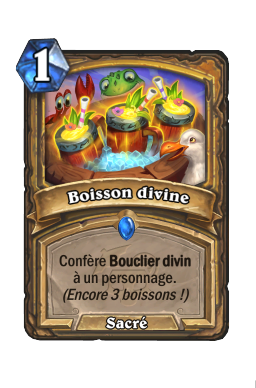 1
Boisson divine
Confère Bouclier divin
à un personnage.
(Encore 3 boissons !)
Sacré